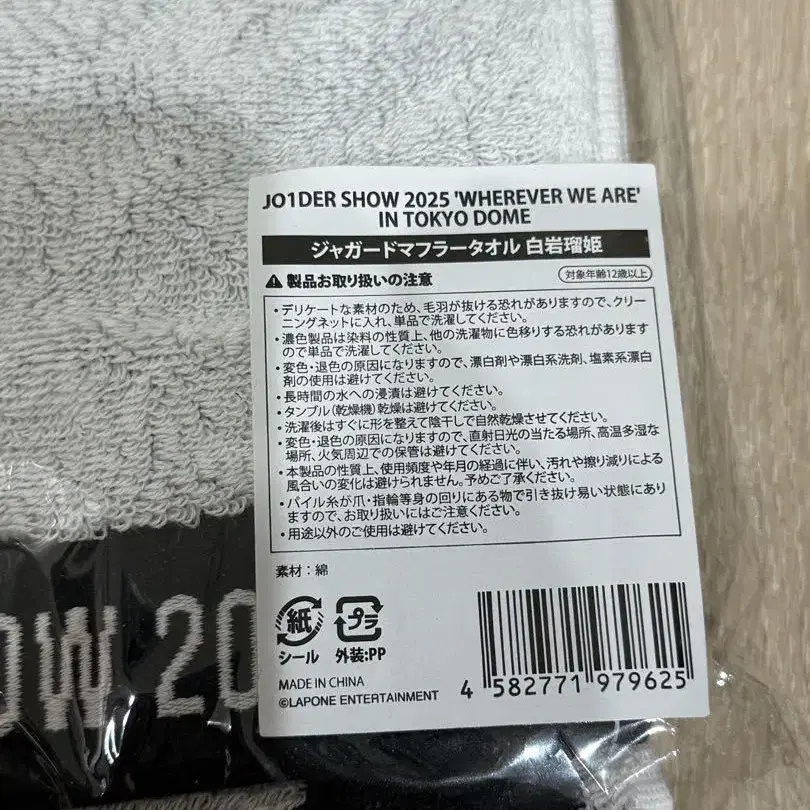 JO1DER SHOW 2025 'WHEREVER WE ARE'
IN TOKYO DOME
ジャガードマフラータオル 白岩瑠姫
製品お取り扱いの注意
対象年齢12歳以上
・デリケートな素材のため、毛羽が抜ける恐れがありますので、クリー
ニングネットに入れ、単品で洗濯してください。
・濃色製品は染料の性質上、他の洗濯物に色移りする恐れがあります
ので単品で洗濯してください。
・変色・退色の原因になりますので、漂白剤や漂白系洗剤、塩素系漂白
剤の使用は避けてください。
・長時間の水への浸漬は避けてください。
・タンブル(乾燥機)乾燥は避けてください。
・洗濯後はすぐに形を整えて陰干しで自然乾燥させてください。
・変色・退色の原因になりますので、直射日光の当たる場所、高温多湿な
場所、火気周辺での保管は避けてください。
・本製品の性質上、使用頻度や年月の経過に伴い、汚れや擦り減りによる
風合いの変化は避けられません。予めご了承ください。
・パイル糸が爪・指輪等身の回りにある物で引き抜け易い状態にあり
ますので、お取り扱いにはご注意ください。
・用途以外のご使用は避けてください。
素材：綿
紙 プラ
シール 外装:PP
MADE IN CHINA
©LAPONE ENTERTAINMENT
4 582771 979625
OW 20